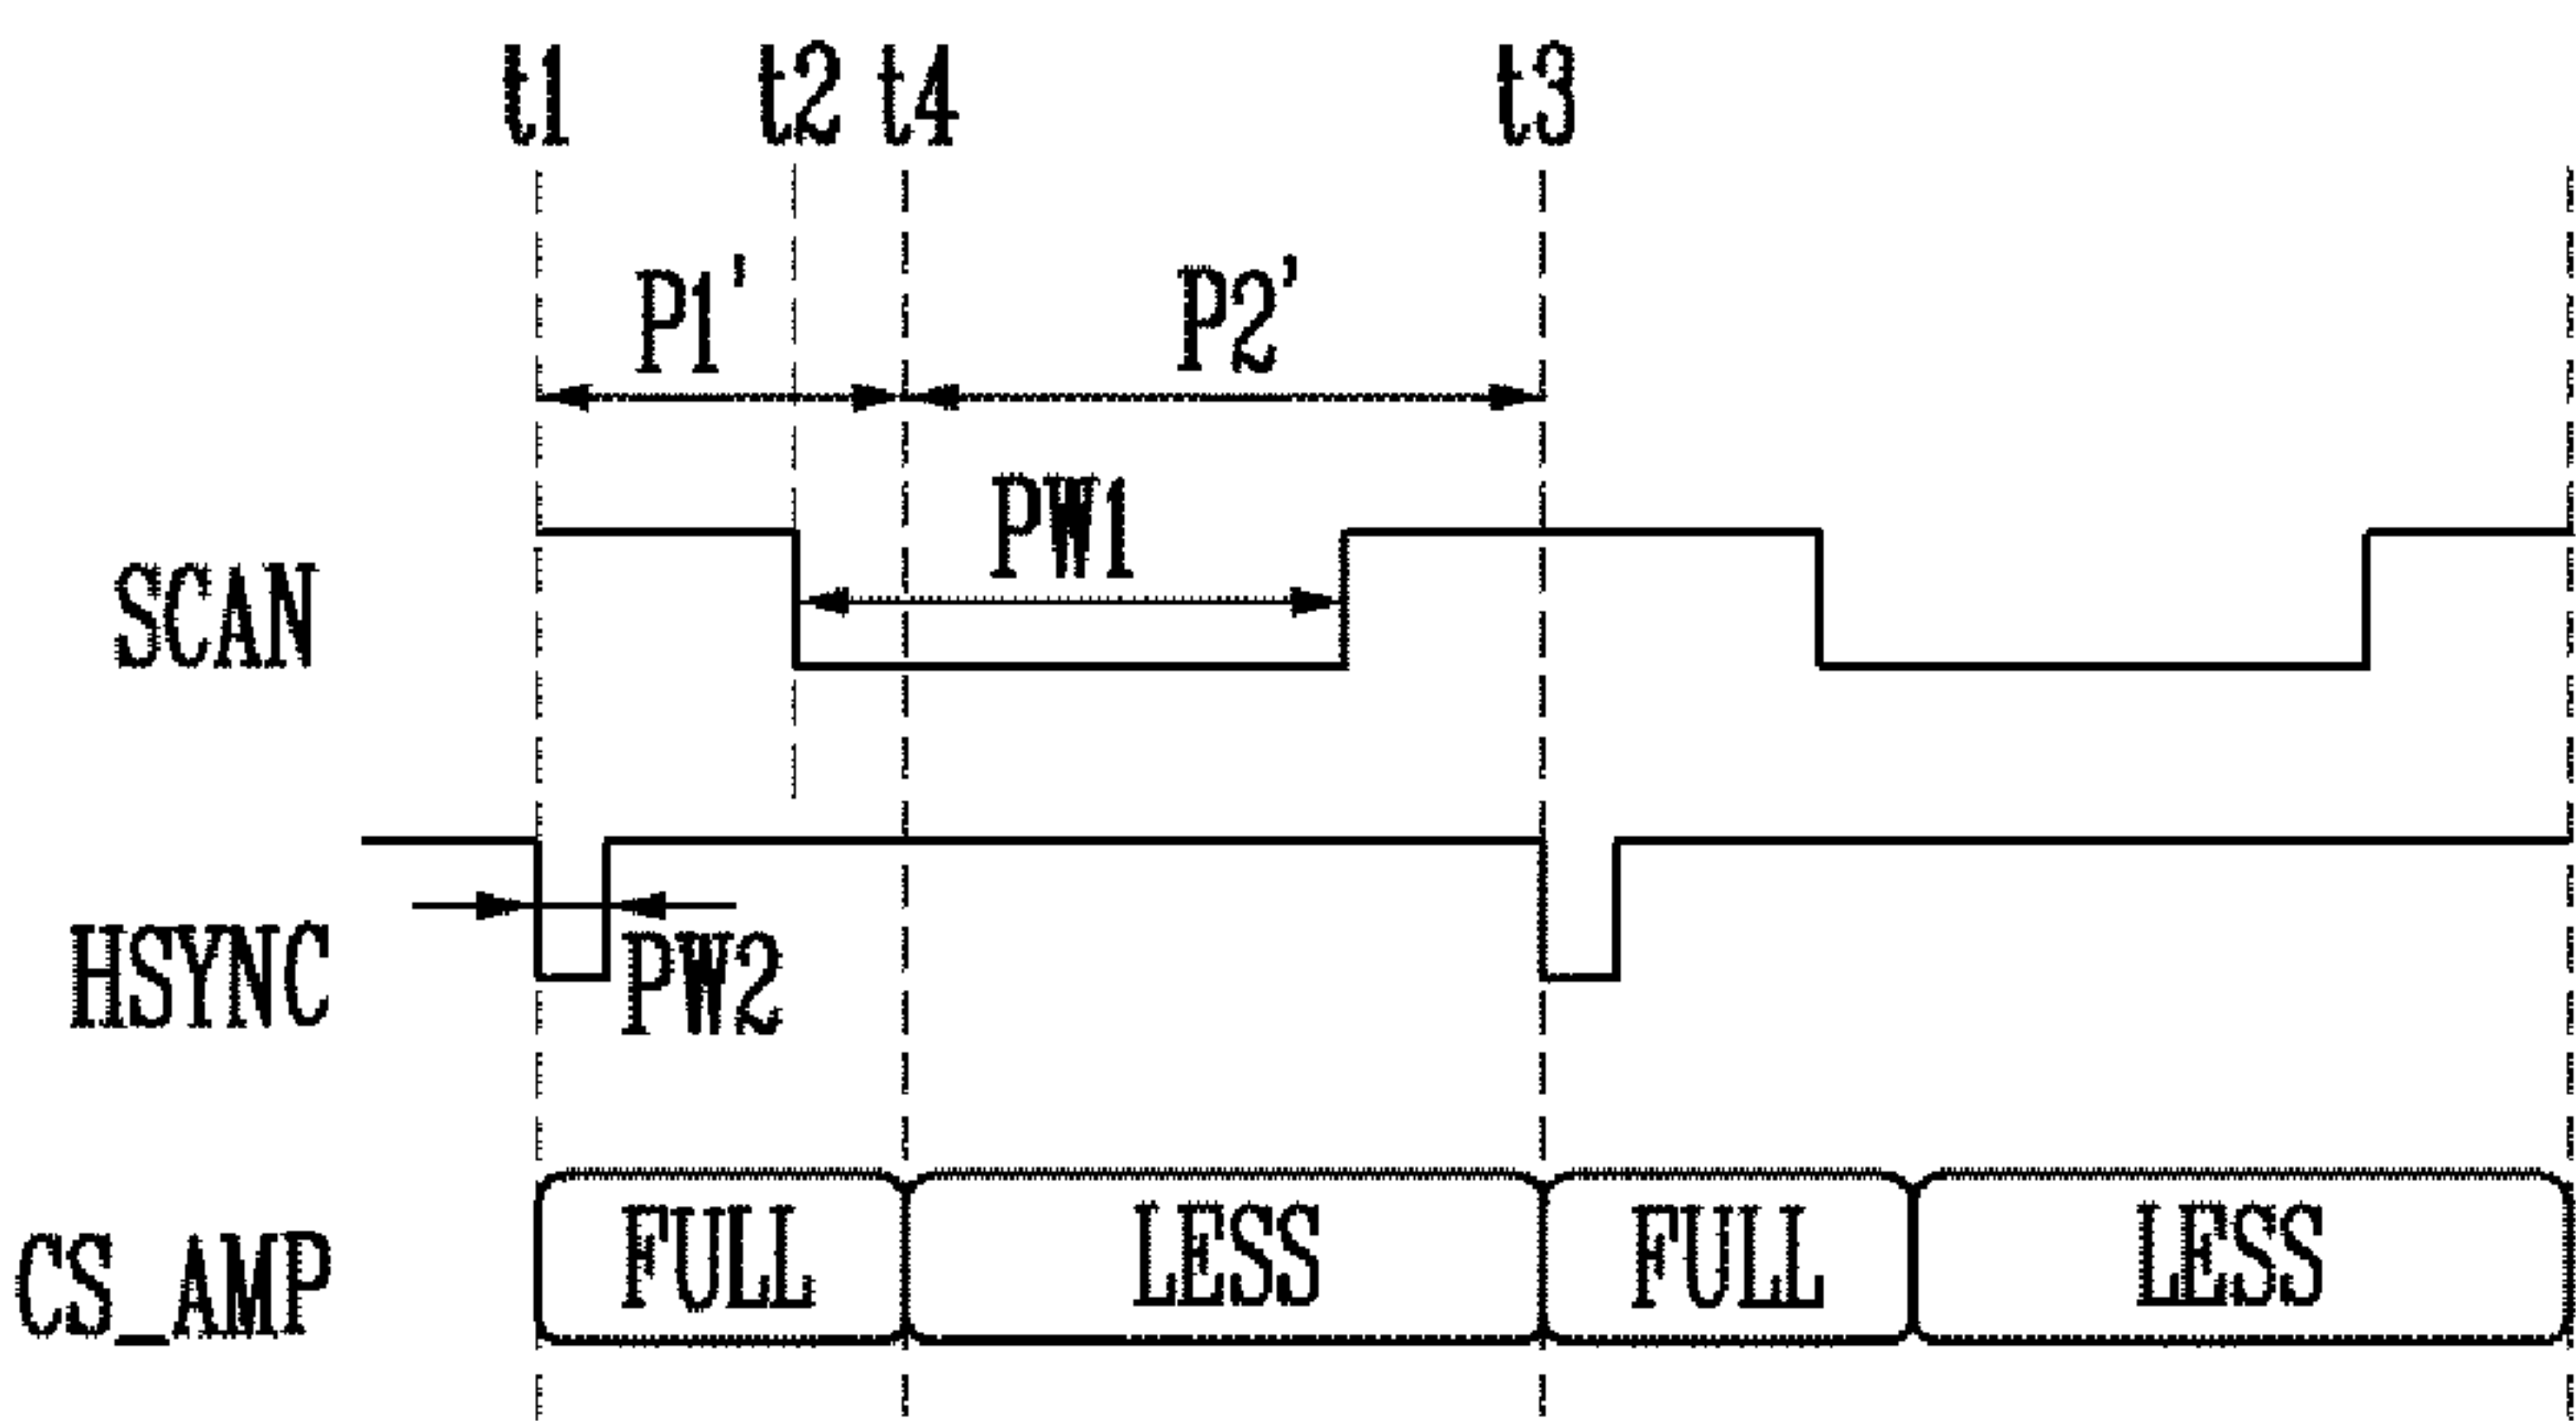 t1 t2 t4 t3
P1' P2'
PW1
SCAN
HSYNC PW2
CS_AMP FULL LESS FULL LESS